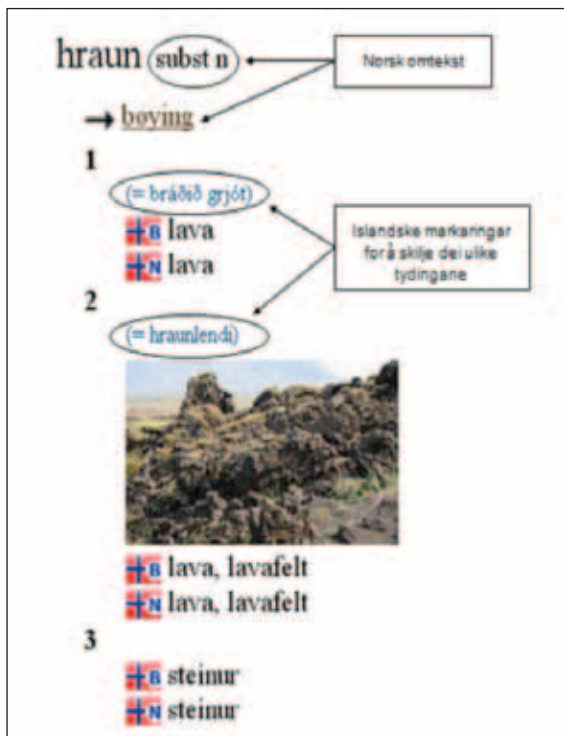 hraun subst n
Norsk omtekst
→ bøying
1
(= bráðið grjót)
B lava
N lava
Islandske markeringar
for å skilje dei ulike
tydingane
2
(= hraunlendi)
B lava, lavafelt
N lava, lavafelt
3
B steinur
N steinur